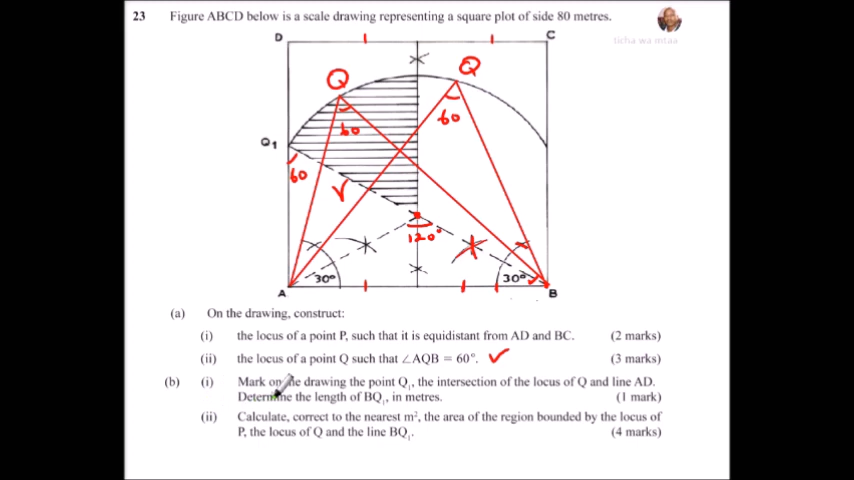 23 Figure ABCD below is a scale drawing representing a square plot of side 80 metres.
ticha wa mtaa
D
C
Q
Q
60
60
Q1
60
120°
30°
30°
A
B
(a) On the drawing, construct:
(i) the locus of a point P, such that it is equidistant from AD and BC. (2 marks)
(ii) the locus of a point Q such that ∠AQB = 60°. (3 marks)
(b) (i) Mark on the drawing the point Q₁, the intersection of the locus of Q and line AD.
Determine the length of BQ₁, in metres. (1 mark)
(ii) Calculate, correct to the nearest m², the area of the region bounded by the locus of
P, the locus of Q and the line BQ₁. (4 marks)